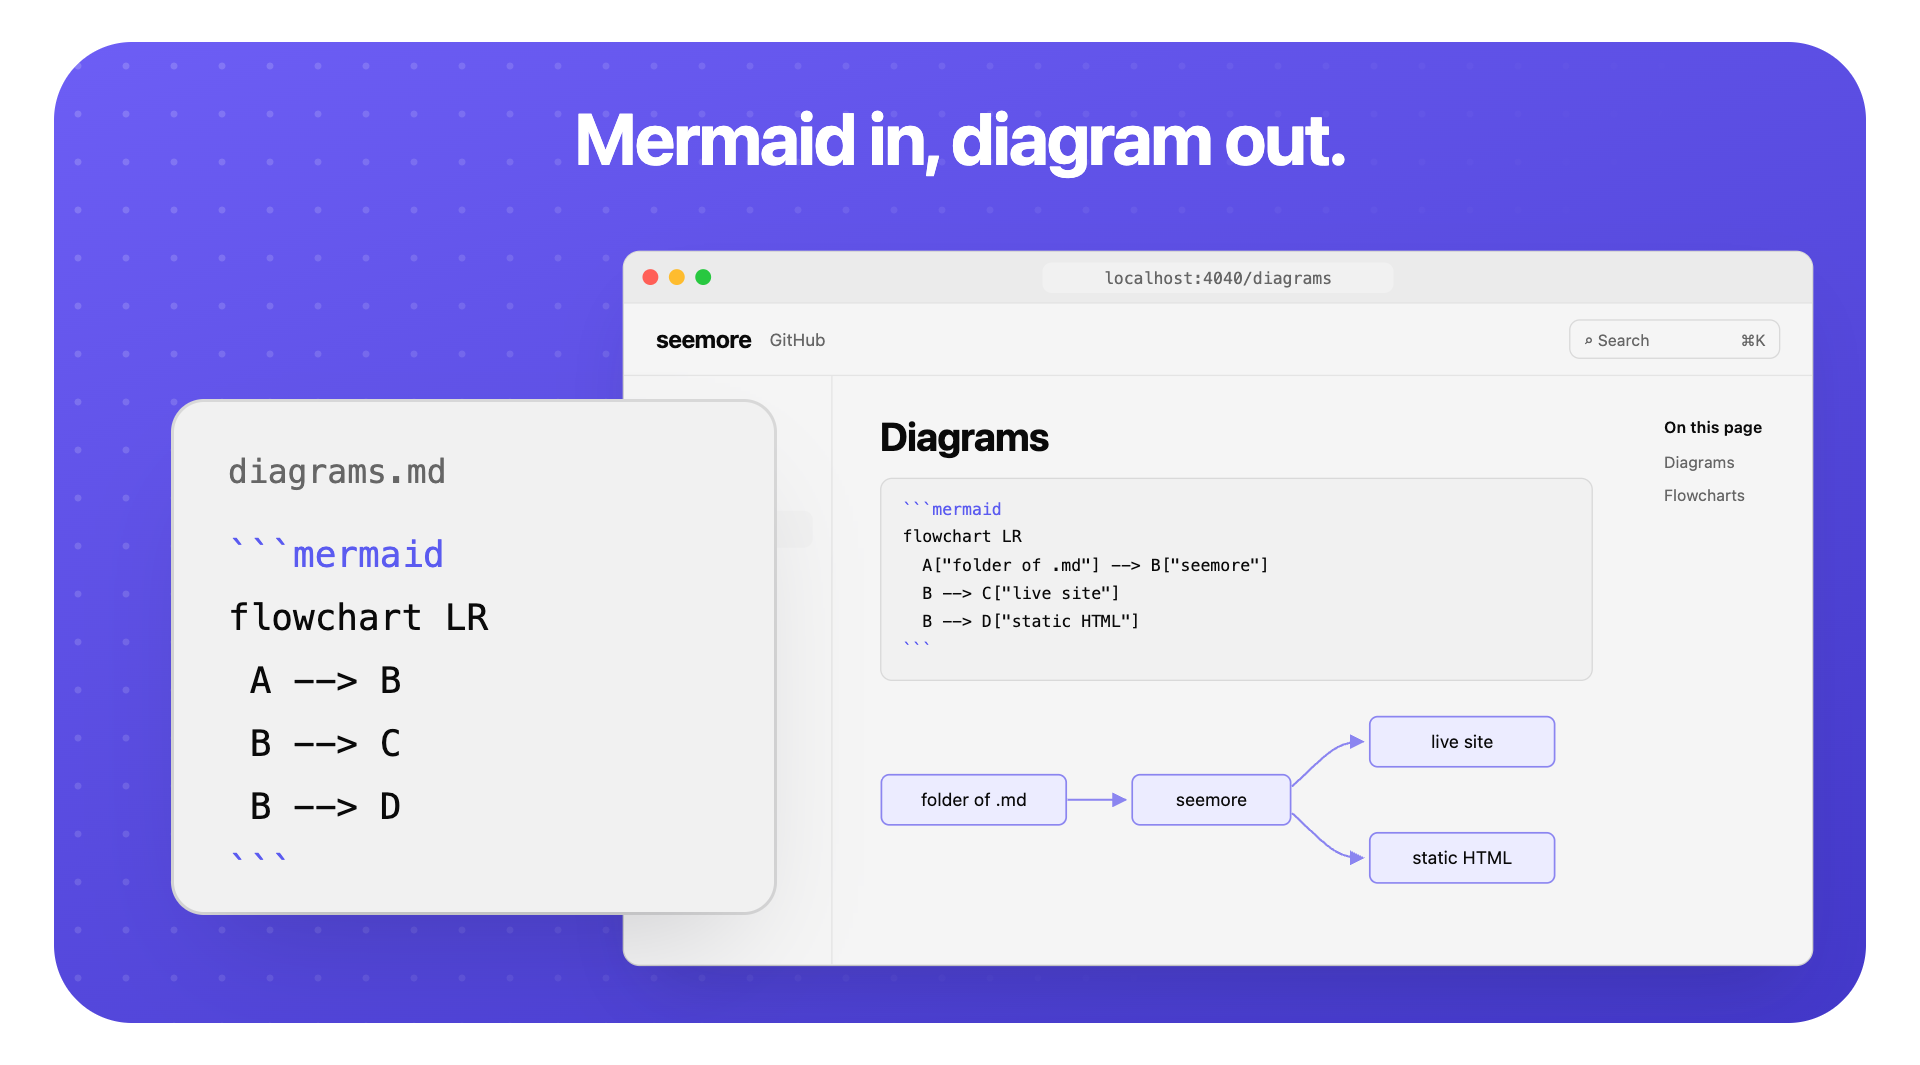 Mermaid in, diagram out.
localhost:4040/diagrams
seemore GitHub
Search ⌘K
diagrams.md
```mermaid
flowchart LR
A --> B
B --> C
B --> D
```
Diagrams
```mermaid
flowchart LR
A["folder of .md"] --> B["seemore"]
B --> C["live site"]
B --> D["static HTML"]
```
folder of .md
seemore
live site
static HTML
On this page
Diagrams
Flowcharts